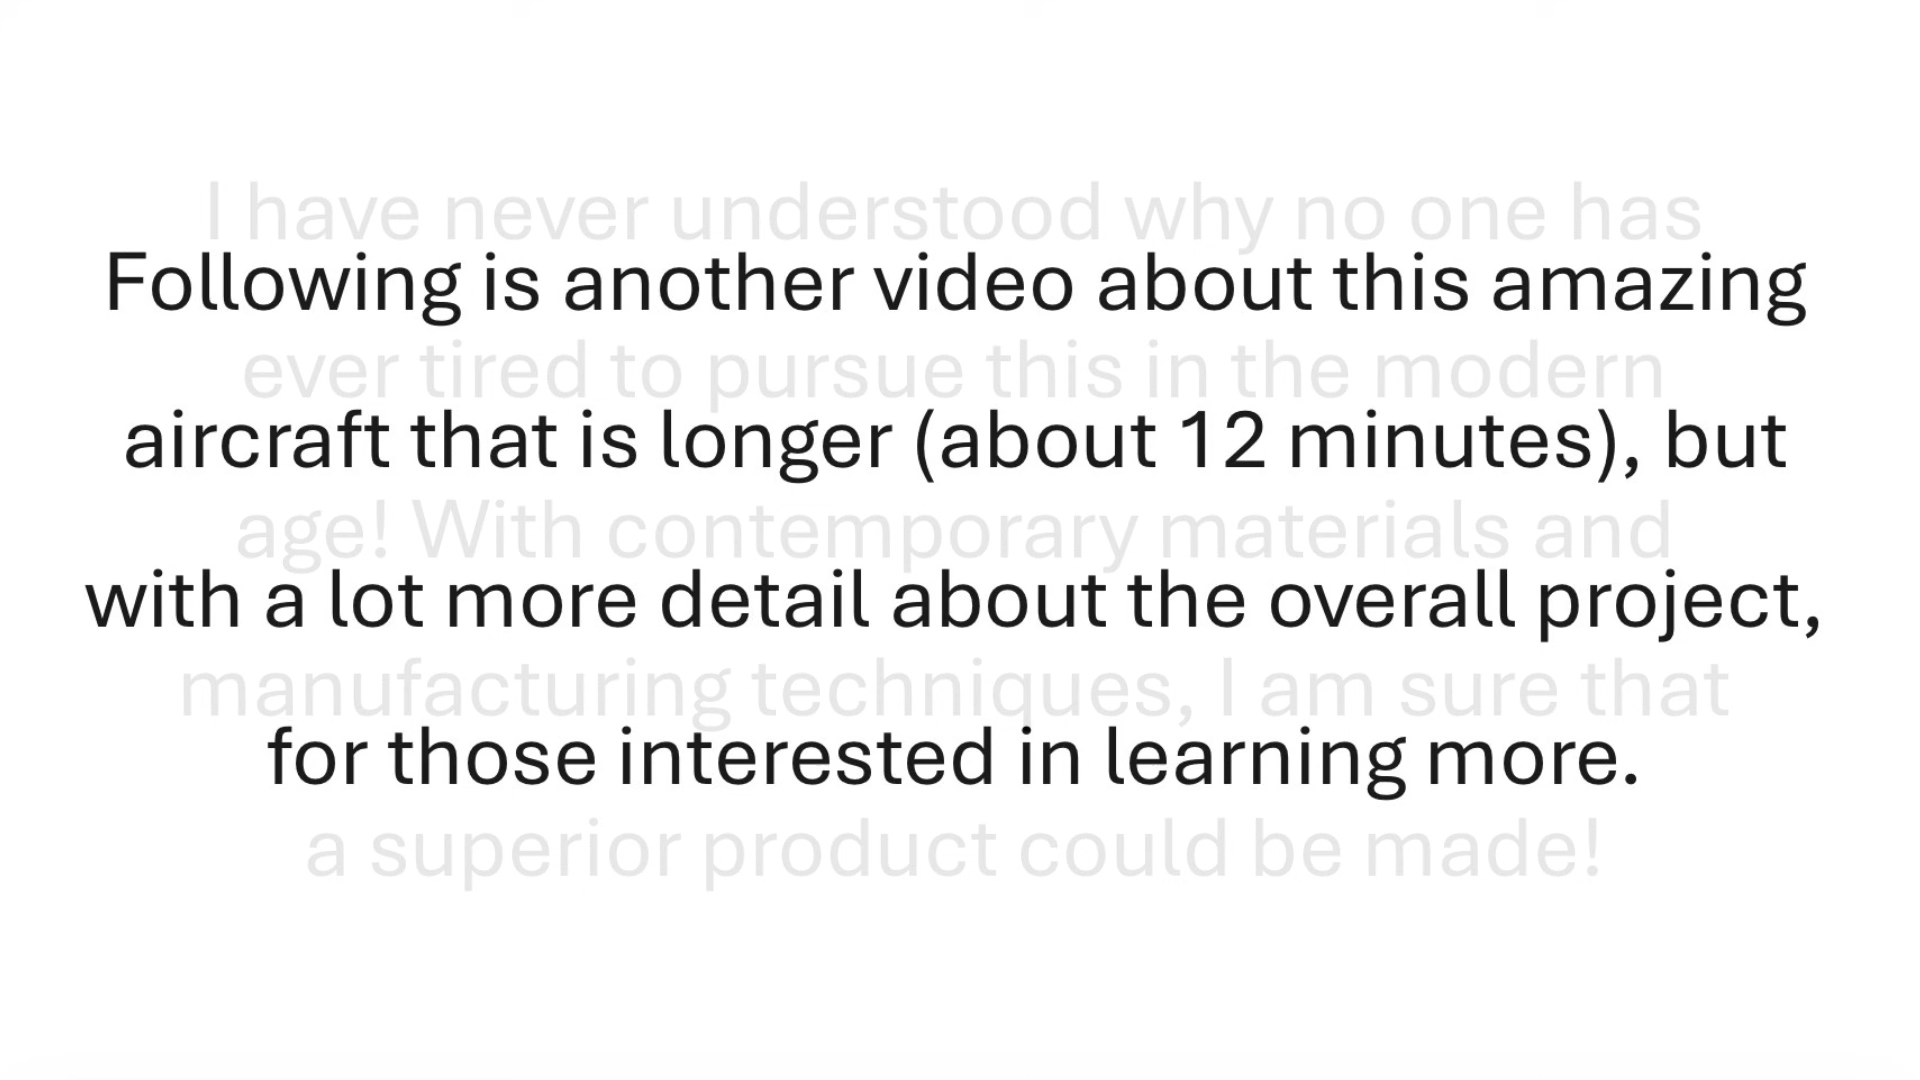 I have never understood why no one has
Following is another video about this amazing
ever tired to pursue this in the modern
aircraft that is longer (about 12 minutes), but
age! With contemporary materials and
with a lot more detail about the overall project,
manufacturing techniques, I am sure that
for those interested in learning more.
a superior product could be made!